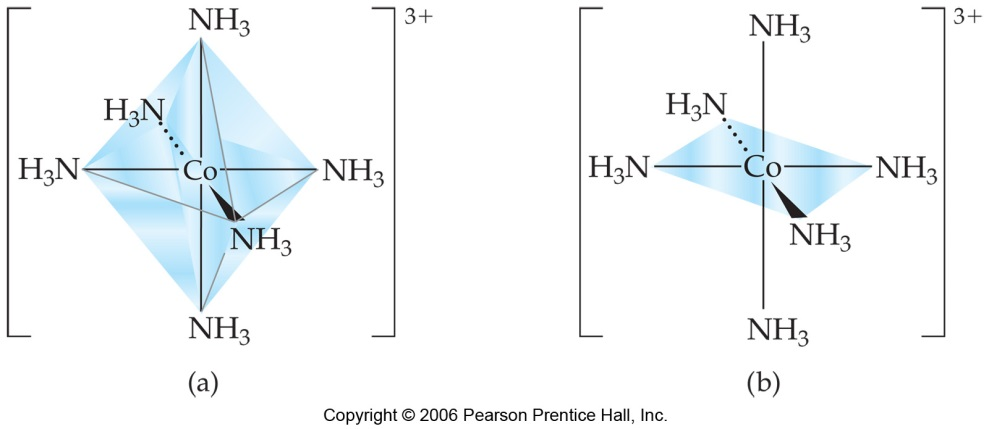 NH₃
3+
H₃N
H₃N
Co
NH₃
NH₃
NH₃
(a)
NH₃
3+
H₃N
H₃N
Co
NH₃
NH₃
NH₃
(b)
Copyright © 2006 Pearson Prentice Hall, Inc.